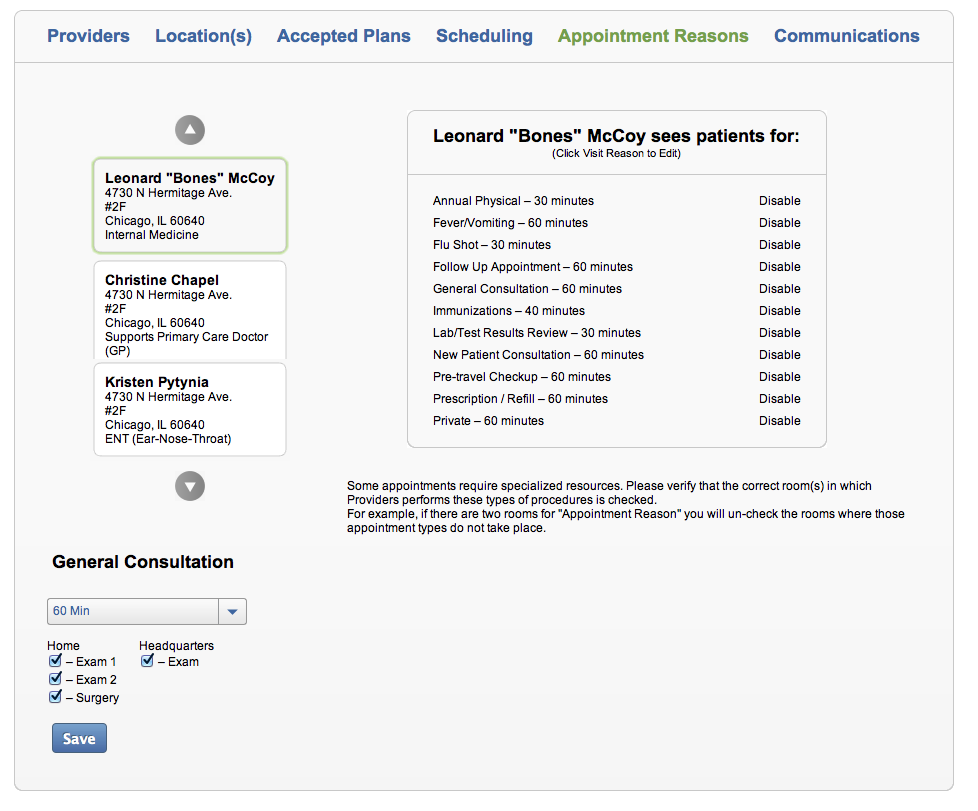 Providers Location(s) Accepted Plans Scheduling Appointment Reasons Communications
Leonard "Bones" McCoy
4730 N Hermitage Ave.
#2F
Chicago, IL 60640
Internal Medicine
Christine Chapel
4730 N Hermitage Ave.
#2F
Chicago, IL 60640
Supports Primary Care Doctor
(GP)
Kristen Pytynia
4730 N Hermitage Ave.
#2F
Chicago, IL 60640
ENT (Ear-Nose-Throat)
Leonard "Bones" McCoy sees patients for:
(Click Visit Reason to Edit)
Annual Physical – 30 minutes Disable
Fever/Vomiting – 60 minutes Disable
Flu Shot – 30 minutes Disable
Follow Up Appointment – 60 minutes Disable
General Consultation – 60 minutes Disable
Immunizations – 40 minutes Disable
Lab/Test Results Review – 30 minutes Disable
New Patient Consultation – 60 minutes Disable
Pre-travel Checkup – 60 minutes Disable
Prescription / Refill – 60 minutes Disable
Private – 60 minutes Disable
Some appointments require specialized resources. Please verify that the correct room(s) in which
Providers performs these types of procedures is checked.
For example, if there are two rooms for "Appointment Reason" you will un-check the rooms where those
appointment types do not take place.
General Consultation
60 Min
Home Headquarters
– Exam 1 – Exam
– Exam 2
– Surgery
Save